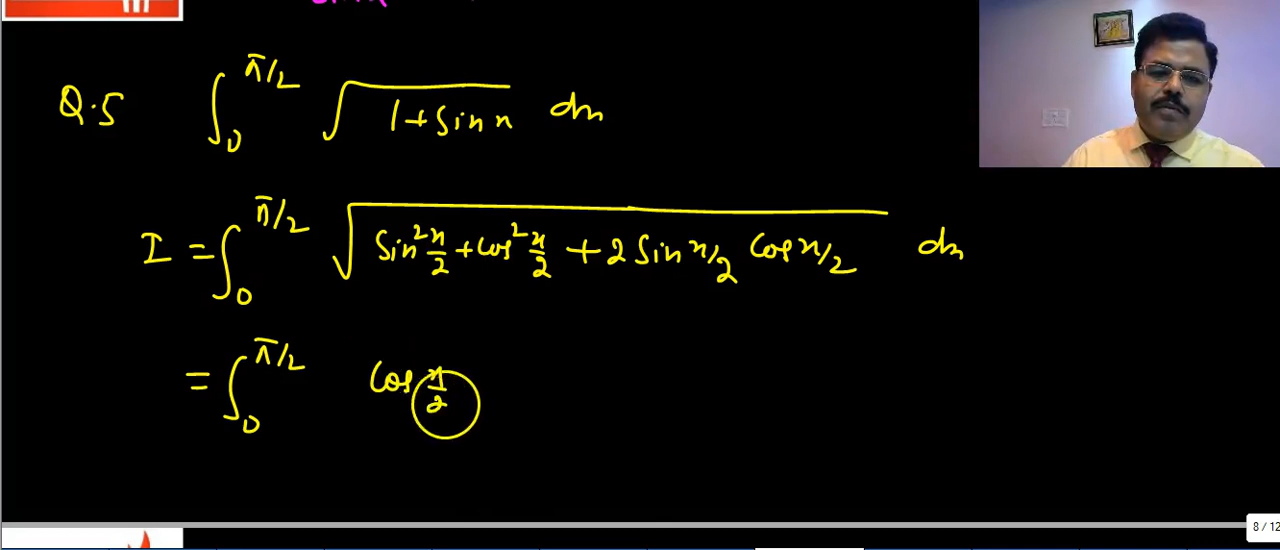 Q.5 ∫₀^π/2 √(1+sin x) dx
I = ∫₀^π/2 √(sin² x/2 + cos² x/2 + 2 sin x/2 cos x/2) dx
= ∫₀^π/2 cos x/2
8 / 12